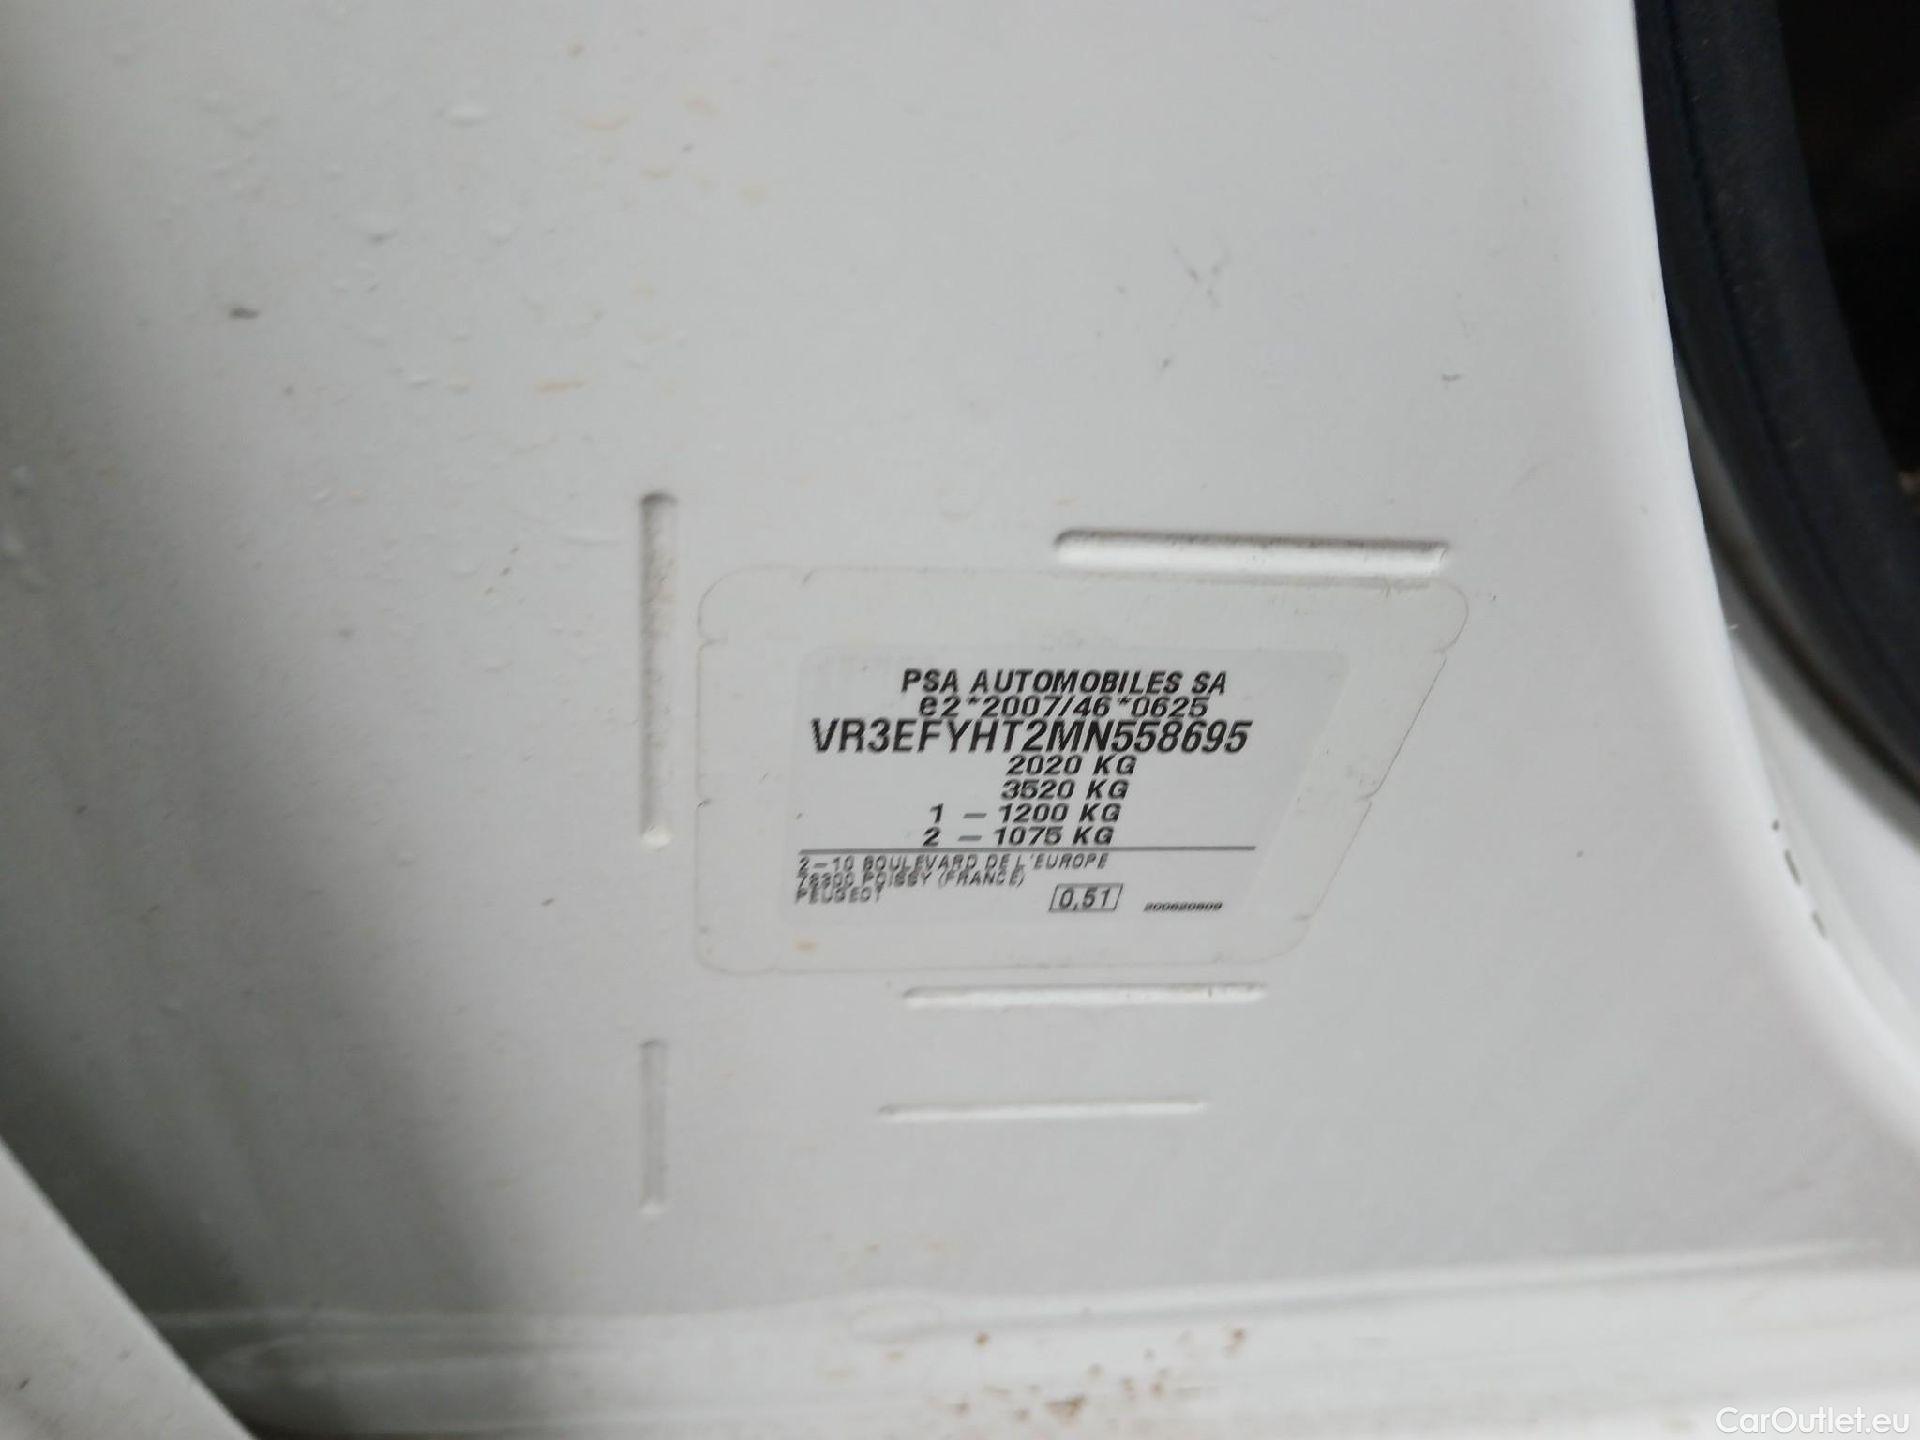 PSA AUTOMOBILES SA
e2*2007/46*0625
VR3EFYHT2MN558695
2020 KG
3520 KG
1 – 1200 KG
2 – 1075 KG
2–10 BOULEVARD DE L'EUROPE
78300 POISSY (FRANCE)
PEUGEOT
0,51
CarOutlet.eu